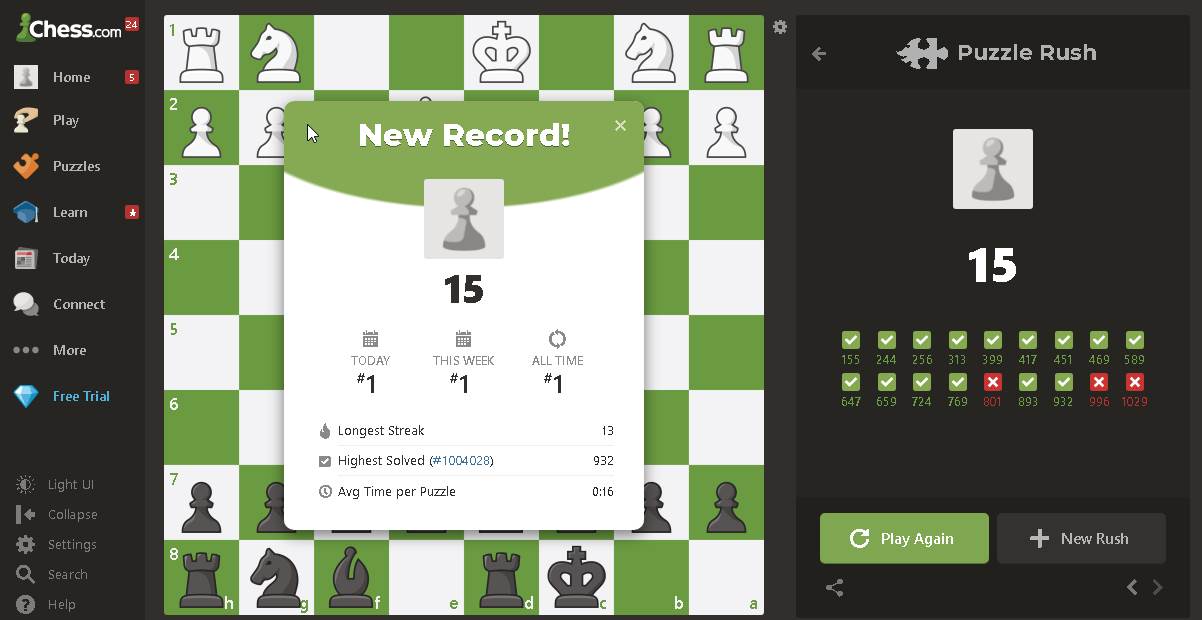 Chess.com 24
Home 5
Play
Puzzles
Learn
Today
Connect
More
Free Trial
Light UI
Collapse
Settings
Search
Help
1
2
3
4
5
6
7
8
h g f e d c b a
New Record!
15
TODAY THIS WEEK ALL TIME
#1 #1 #1
Longest Streak 13
Highest Solved (#1004028) 932
Avg Time per Puzzle 0:16
Puzzle Rush
15
155 244 256 313 399 417 451 469 589
647 659 724 769 801 893 932 996 1029
Play Again
New Rush